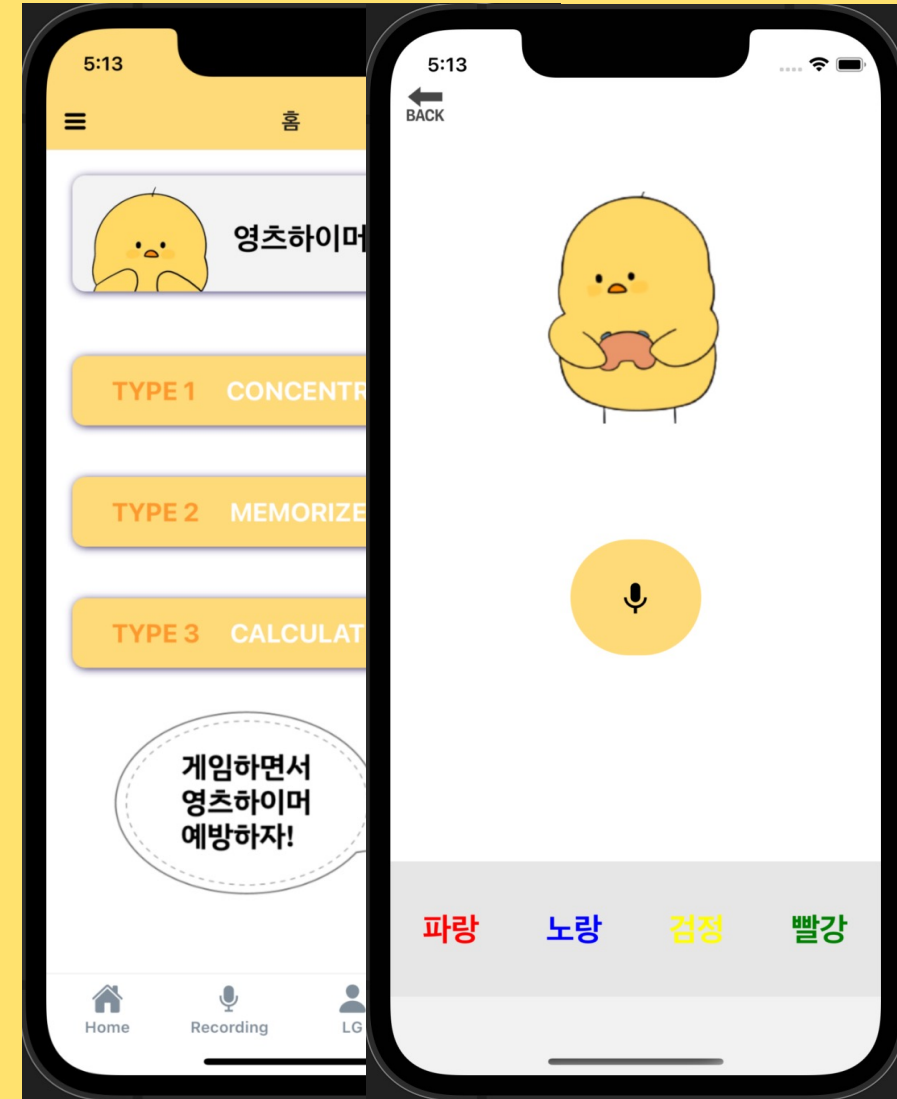 5:13
홈
영츠하이머
TYPE 1 CONCENTR
TYPE 2 MEMORIZE
TYPE 3 CALCULAT
게임하면서
영츠하이머
예방하자!
Home Recording LG
5:13
BACK
파랑 노랑 검정 빨강